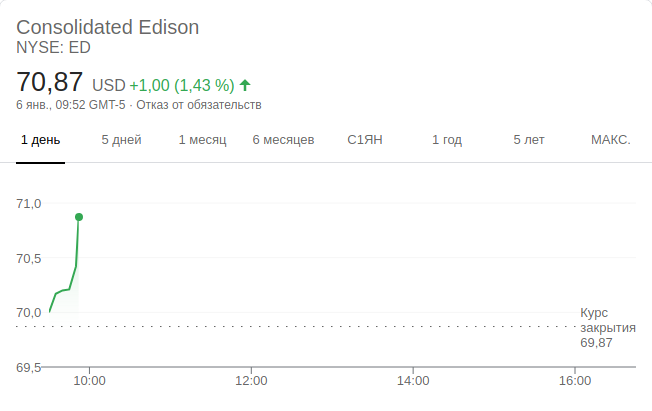 Consolidated Edison
NYSE: ED
70,87 USD +1,00 (1,43 %)
6 янв., 09:52 GMT-5 · Отказ от обязательств
1 день 5 дней 1 месяц 6 месяцев С1ЯН 1 год 5 лет МАКС.
71,0
70,5
70,0
Курс
закрытия
69,87
69,5
10:00 12:00 14:00 16:00